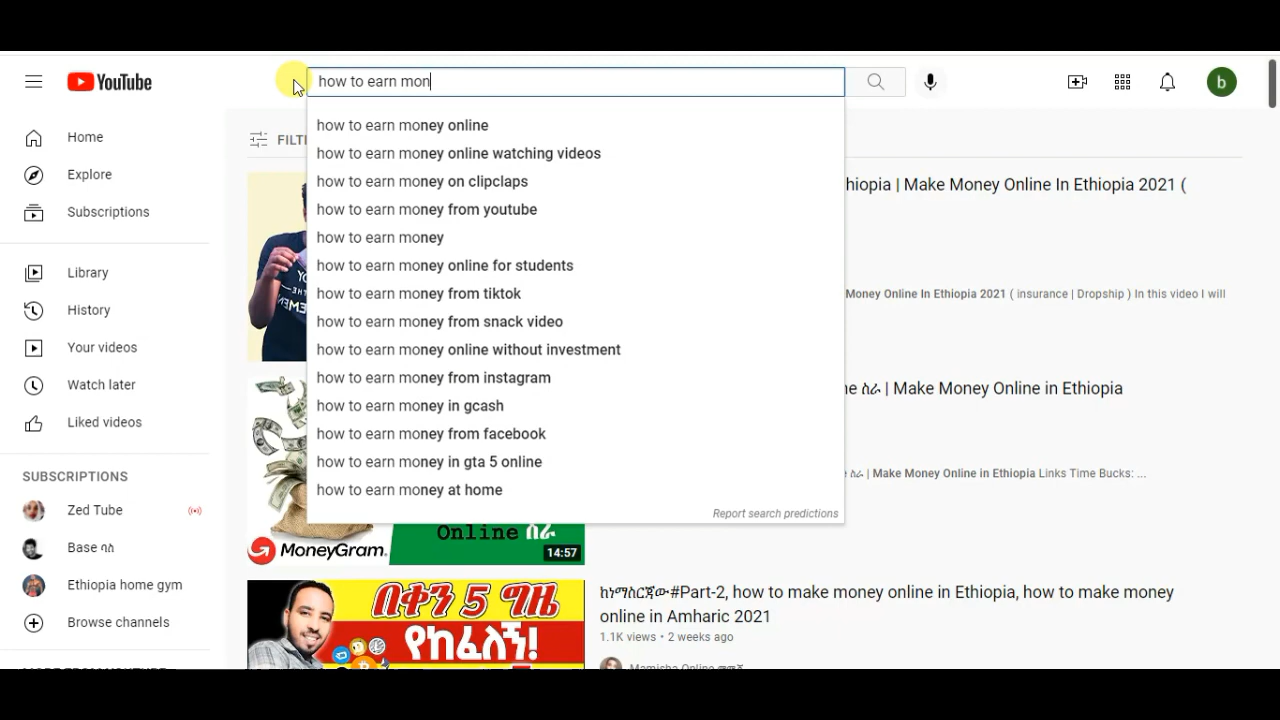 YouTube
how to earn mon
b
Home
Explore
Subscriptions
Library
History
Your videos
Watch later
Liked videos
SUBSCRIPTIONS
Zed Tube
Base ባስ
Ethiopia home gym
Browse channels
how to earn money online
how to earn money online watching videos
how to earn money on clipclaps
how to earn money from youtube
how to earn money
how to earn money online for students
how to earn money from tiktok
how to earn money from snack video
how to earn money online without investment
how to earn money from instagram
how to earn money in gcash
how to earn money from facebook
how to earn money in gta 5 online
how to earn money at home
Report search predictions
| Make Money Online In Ethiopia 2021 (
Money Online In Ethiopia 2021 ( insurance | Dropship ) In this video I will
ስራ | Make Money Online in Ethiopia
ስራ | Make Money Online in Ethiopia Links Time Bucks: ...
Online ስራ
MoneyGram.
14:57
በቀን 5 ግዜ
የከፈለኝ!
ከነማስርጃው#Part-2, how to make money online in Ethiopia, how to make money
online in Amharic 2021
1.1K views • 2 weeks ago
Mamisha Online